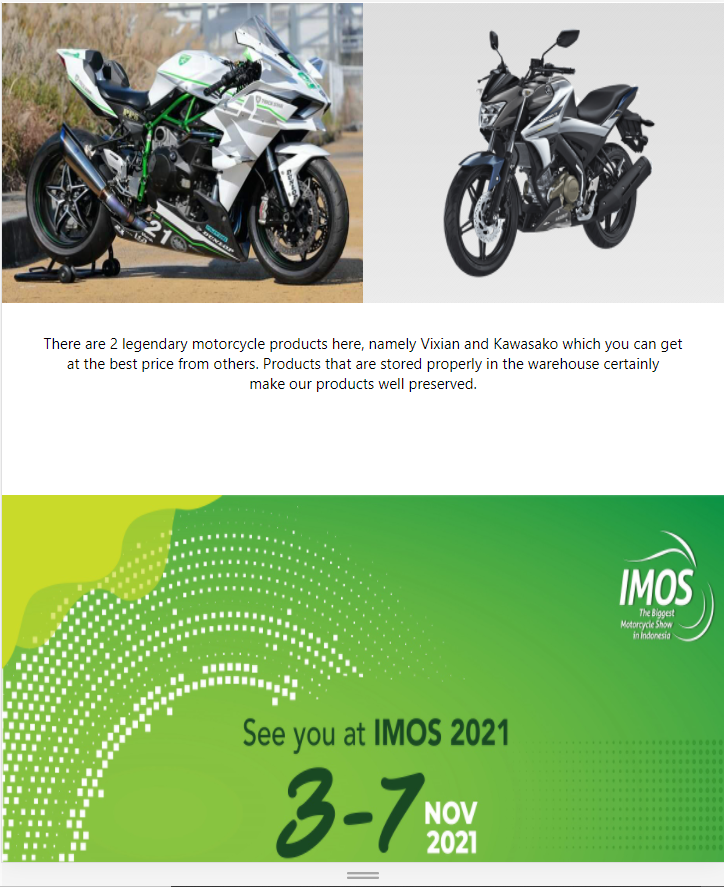 21
DUNLOP
There are 2 legendary motorcycle products here, namely Vixian and Kawasako which you can get
at the best price from others. Products that are stored properly in the warehouse certainly
make our products well preserved.
IMOS
The Biggest
Motorcycle Show
in Indonesia
See you at IMOS 2021
3-7
NOV
2021